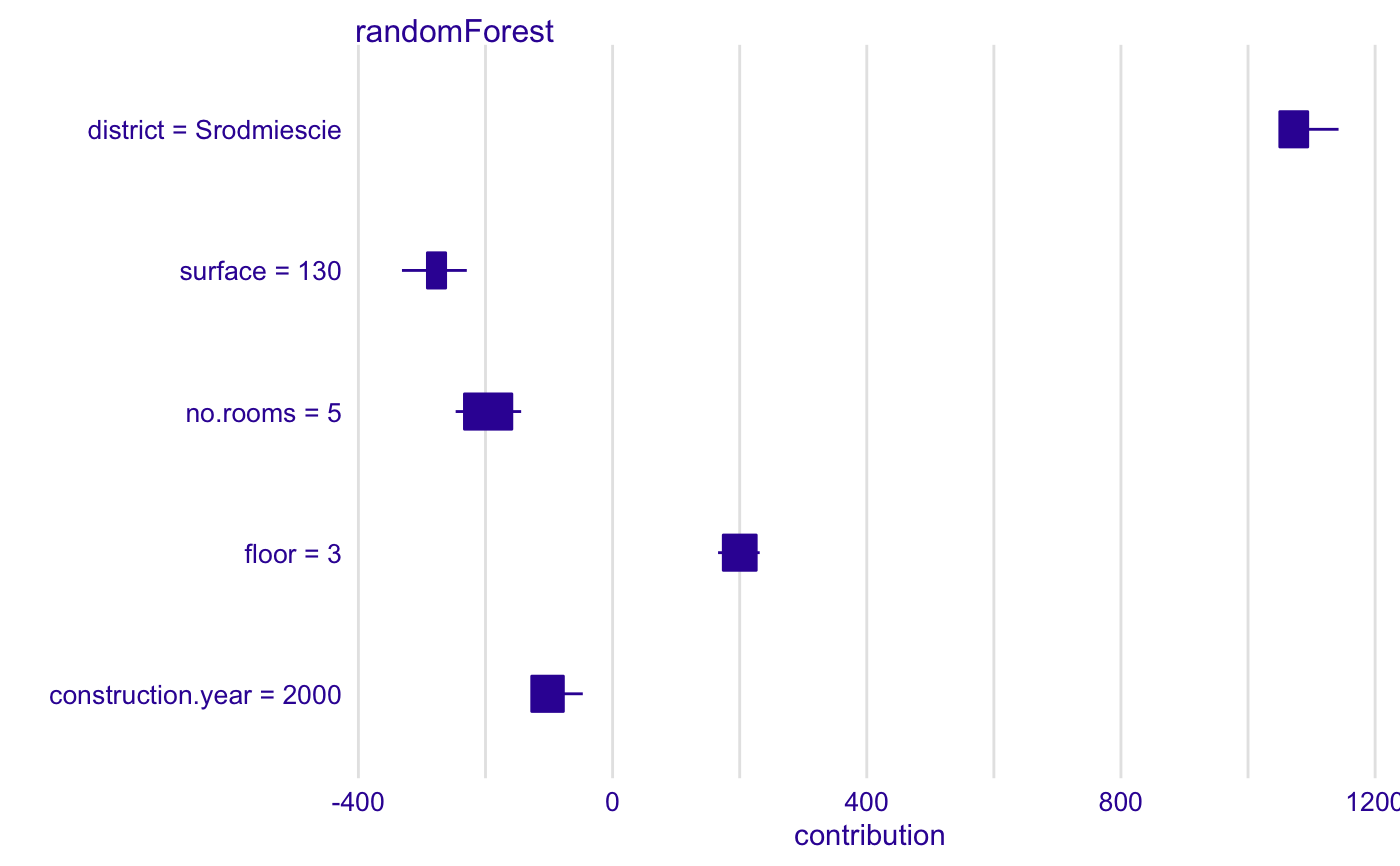 randomForest
district = Srodmiescie
surface = 130
no.rooms = 5
floor = 3
construction.year = 2000
-400 0 400 800 1200
contribution